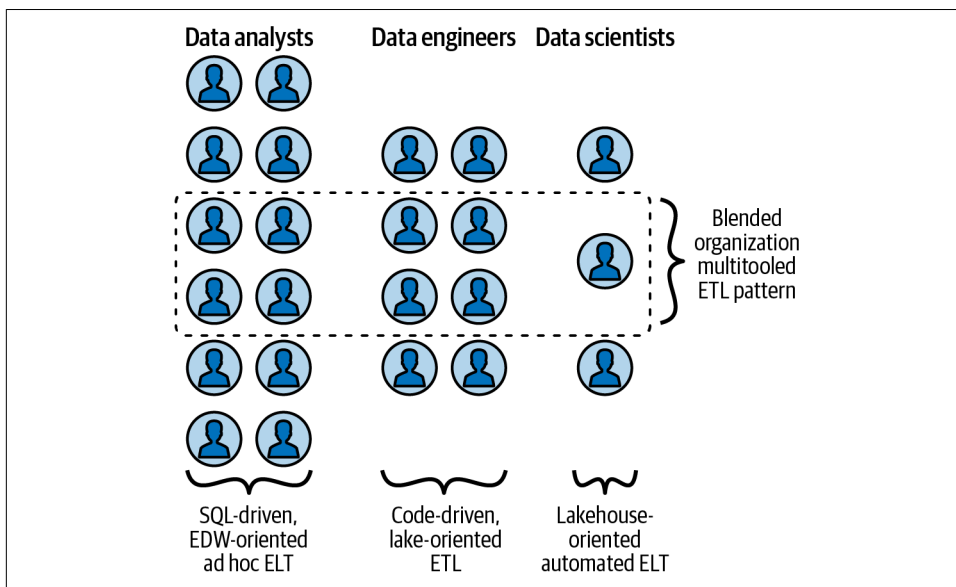 Data analysts
Data engineers
Data scientists
Blended
organization
multitooled
ETL pattern
SQL-driven,
EDW-oriented
ad hoc ELT
Code-driven,
lake-oriented
ETL
Lakehouse-
oriented
automated ELT